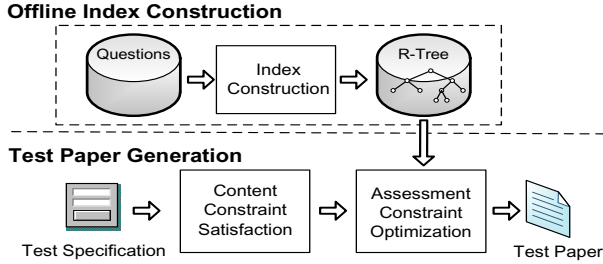 Offline Index Construction
Questions
Index
Construction
R-Tree
Test Paper Generation
Content
Constraint
Satisfaction
Assessment
Constraint
Optimization
Test Specification
Test Paper